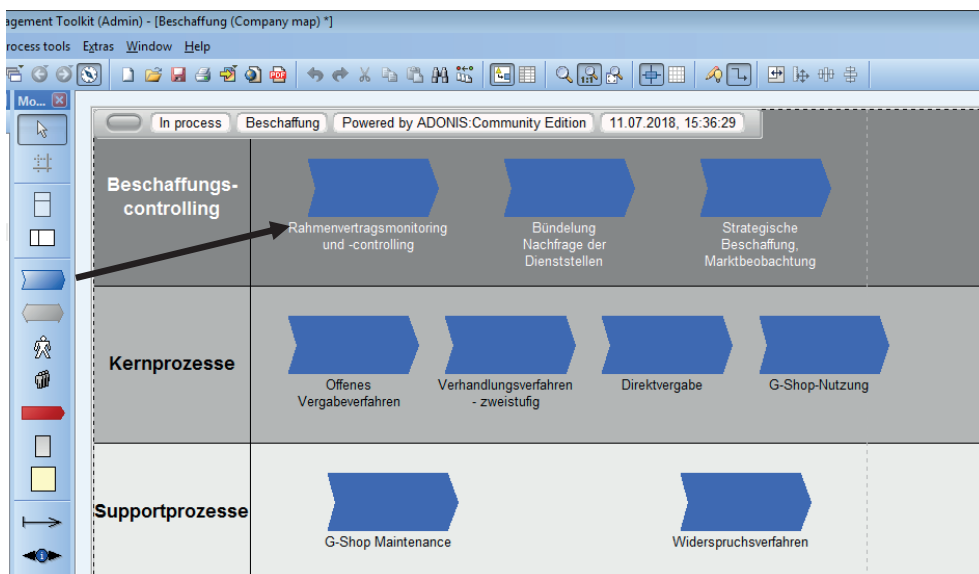 agement Toolkit (Admin) - [Beschaffung (Company map) *]
rocess tools Extras Window Help
Mo...
In process Beschaffung Powered by ADONIS:Community Edition 11.07.2018, 15:36:29
Beschaffungs-
controlling
Rahmenvertragsmonitoring
und -controlling
Bündelung
Nachfrage der
Dienststellen
Strategische
Beschaffung,
Marktbeobachtung
Kernprozesse
Offenes
Vergabeverfahren
Verhandlungsverfahren
- zweistufig
Direktvergabe
G-Shop-Nutzung
Supportprozesse
G-Shop Maintenance
Widerspruchsverfahren